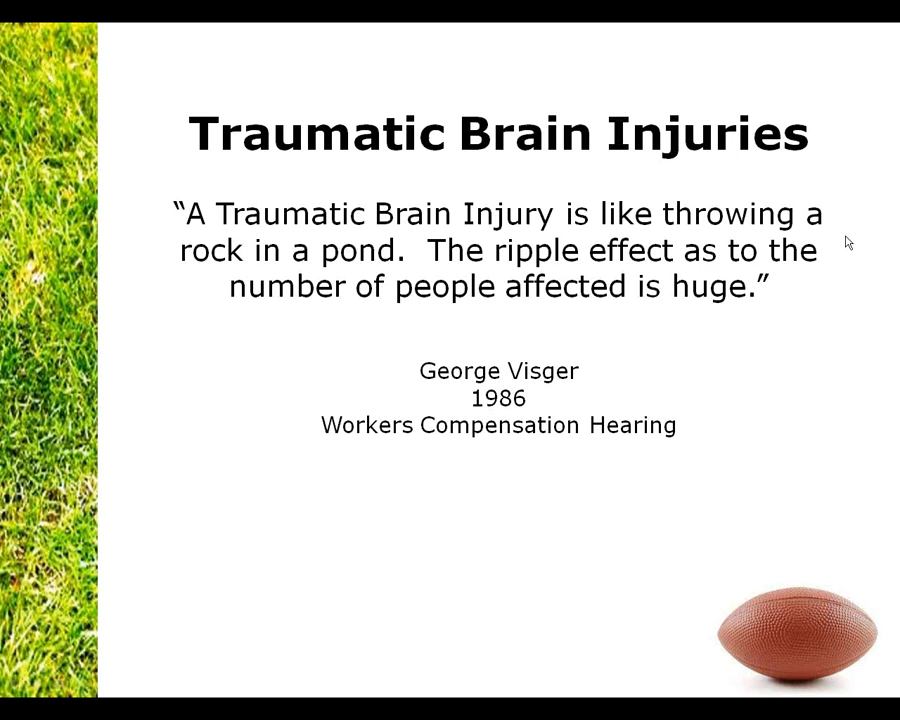 Traumatic Brain Injuries
“A Traumatic Brain Injury is like throwing a
rock in a pond.  The ripple effect as to the
number of people affected is huge.”
George Visger
1986
Workers Compensation Hearing